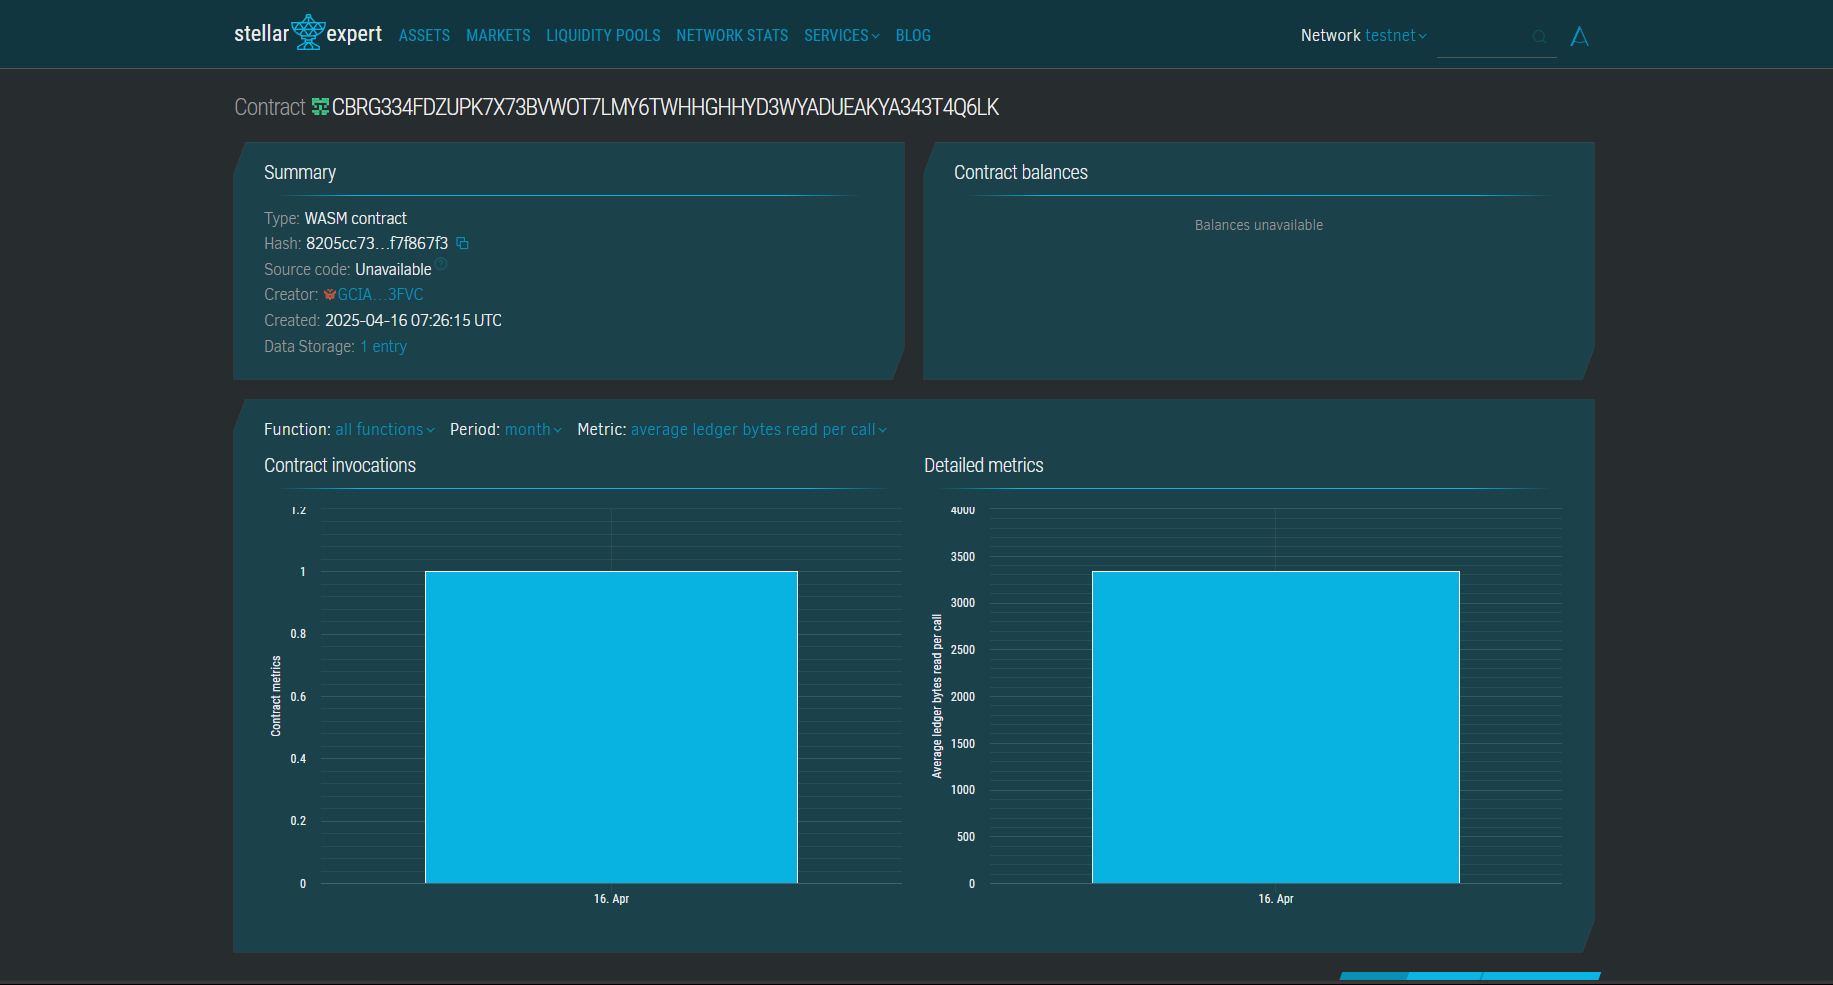 stellar expert ASSETS MARKETS LIQUIDITY POOLS NETWORK STATS SERVICES BLOG Network testnet
Contract CBRG334FDZUPK7X73BVWOT7LMY6TWHHGHHYD3WYADUEAKYA343T4Q6LK
Summary
Type: WASM contract
Hash: 8205cc73…f7f867f3
Source code: Unavailable
Creator: GCIA…3FVC
Created: 2025-04-16 07:26:15 UTC
Data Storage: 1 entry
Contract balances
Balances unavailable
Function: all functions Period: month Metric: average ledger bytes read per call
Contract invocations
1.2
1
0.8
0.6
0.4
0.2
0
Contract metrics
16. Apr
Detailed metrics
4000
3500
3000
2500
2000
1500
1000
500
0
Average ledger bytes read per call
16. Apr